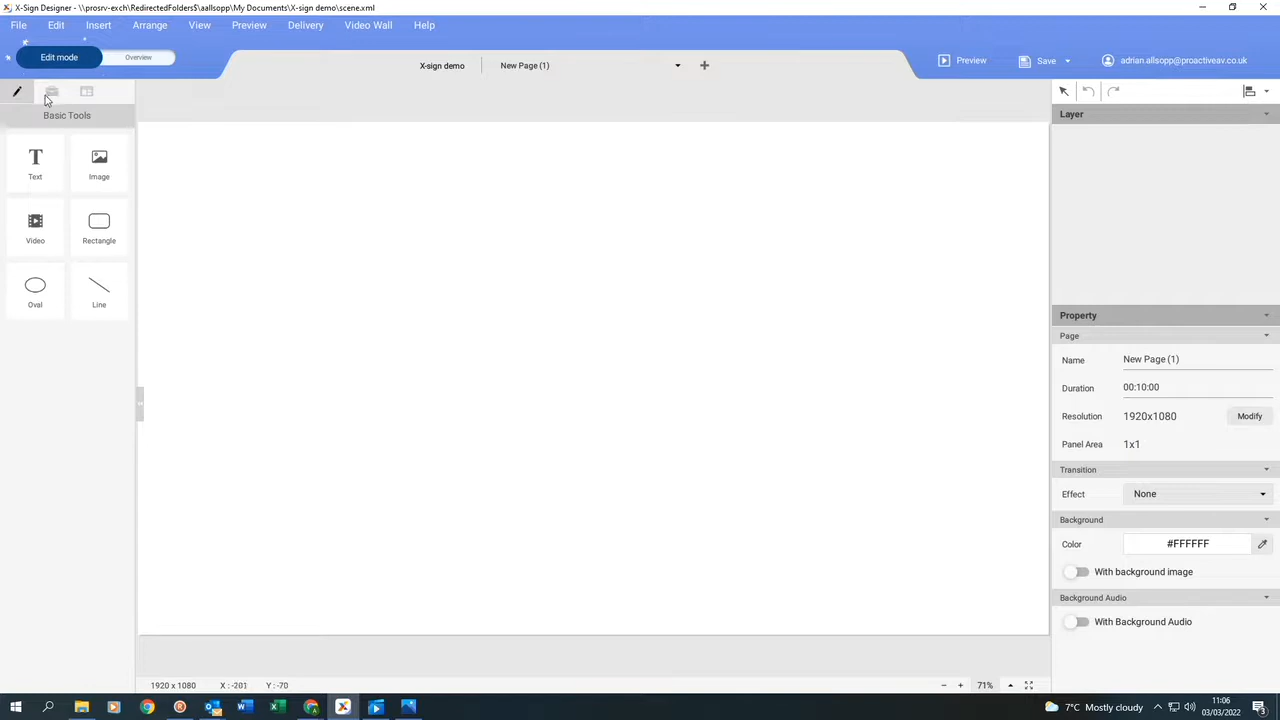 X-Sign Designer - \\prosrv-exch\RedirectedFolders$\aallsopp\My Documents\X-sign demo\scene.xml
File Edit Insert Arrange View Preview Delivery Video Wall Help
Edit mode Overview X-sign demo New Page (1) Preview Save adrian.allsopp@proactiveav.co.uk
Basic Tools
T
Text Image
Video Rectangle
Oval Line
Layer
Property
Page
Name New Page (1)
Duration 00:10:00
Resolution 1920x1080 Modify
Panel Area 1x1
Transition
Effect None
Background
Color #FFFFFF
With background image
Background Audio
With Background Audio
1920 x 1080 X : -201 Y : -70 71%
7°C Mostly cloudy 11:06
03/03/2022